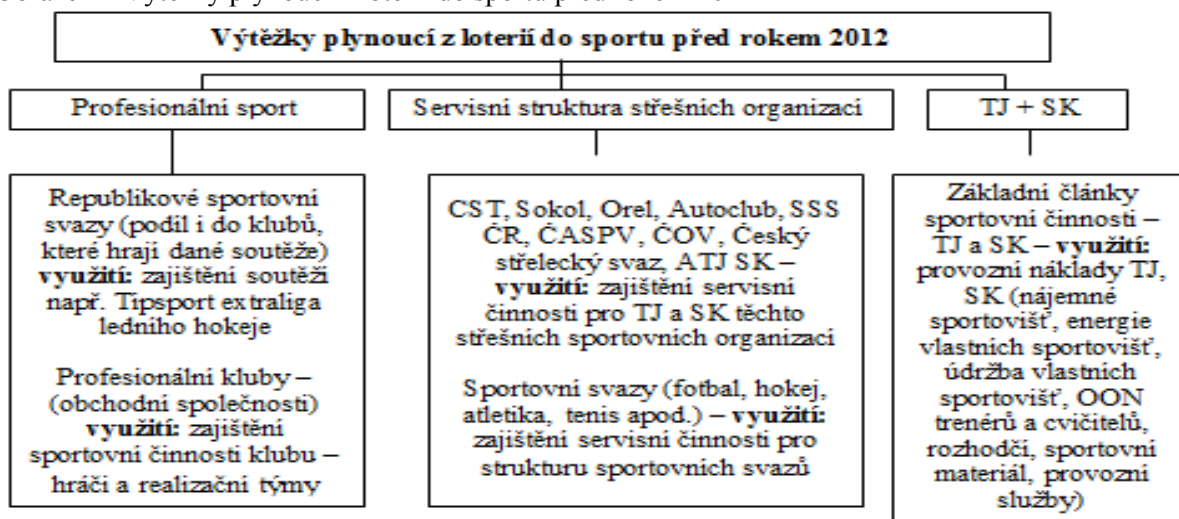 Výtěžky plynoucí z loterií do sportu před rokem 2012
Profesionální sport
Servisní struktura střešních organizací
TJ + SK
Republikové sportovní
svazy (podíl i do klubů,
které hrají dané soutěže)
využití: zajištění soutěží
např. Tipsport extraliga
ledního hokeje
Profesionální kluby –
(obchodní společnosti)
využití: zajištění
sportovní činnosti klubu –
hráči a realizační týmy
CST, Sokol, Orel, Autoclub, SSS
ČR, ČASPV, ČOV, Český
střelecký svaz, ATJ SK –
využití: zajištění servisní
činnosti pro TJ a SK těchto
střešních sportovních organizací
Sportovní svazy (fotbal, hokej,
atletika, tenis apod.) – využití:
zajištění servisní činnosti pro
strukturu sportovních svazů
Základní články
sportovní činnosti –
TJ a SK – využití:
provozní náklady TJ,
SK (nájemné
sportovišť, energie
vlastních sportovišť,
údržba vlastních
sportovišť, OON
trenérů a cvičitelů,
rozhodčí, sportovní
materiál, provozní
služby)